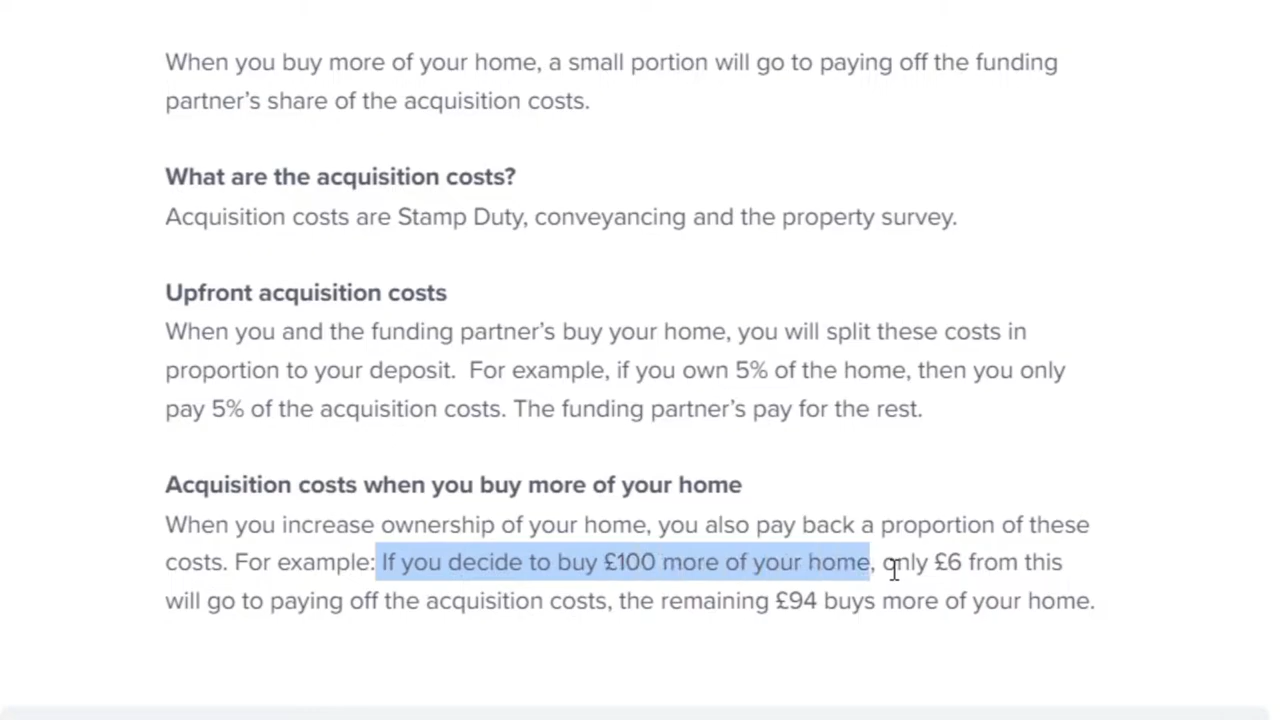 When you buy more of your home, a small portion will go to paying off the funding
partner's share of the acquisition costs.
What are the acquisition costs?
Acquisition costs are Stamp Duty, conveyancing and the property survey.
Upfront acquisition costs
When you and the funding partner's buy your home, you will split these costs in
proportion to your deposit.  For example, if you own 5% of the home, then you only
pay 5% of the acquisition costs. The funding partner's pay for the rest.
Acquisition costs when you buy more of your home
When you increase ownership of your home, you also pay back a proportion of these
costs. For example: If you decide to buy £100 more of your home, only £6 from this
will go to paying off the acquisition costs, the remaining £94 buys more of your home.